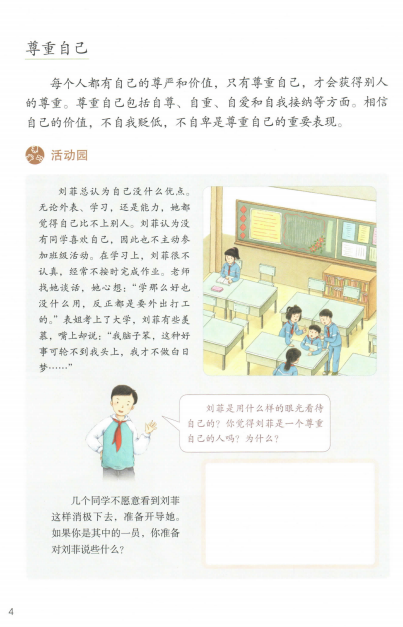 尊重自己
每个人都有自己的尊严和价值，只有尊重自己，才会获得别人
的尊重。尊重自己包括自尊、自重、自爱和自我接纳等方面。相信
自己的价值，不自我贬低，不自卑是尊重自己的重要表现。
活动园
刘菲总认为自己没什么优点。
无论外表、学习，还是能力，她都
觉得自己比不上别人。刘菲认为没
有同学喜欢自己，因此也不主动参
加班级活动。在学习上，刘菲很不
认真，经常不按时完成作业。老师
找她谈话，她心想：“学那么好也
没什么用，反正都是要外出打工
的。”表姐考上了大学，刘菲有些羡
慕，嘴上却说：“我脑子笨，这种好
事可轮不到我头上，我才不做白日
梦……”
刘菲是用什么样的眼光看待
自己的？你觉得刘菲是一个尊重
自己的人吗？为什么？
几个同学不愿意看到刘菲
这样消极下去，准备开导她。
如果你是其中的一员，你准备
对刘菲说些什么？
4